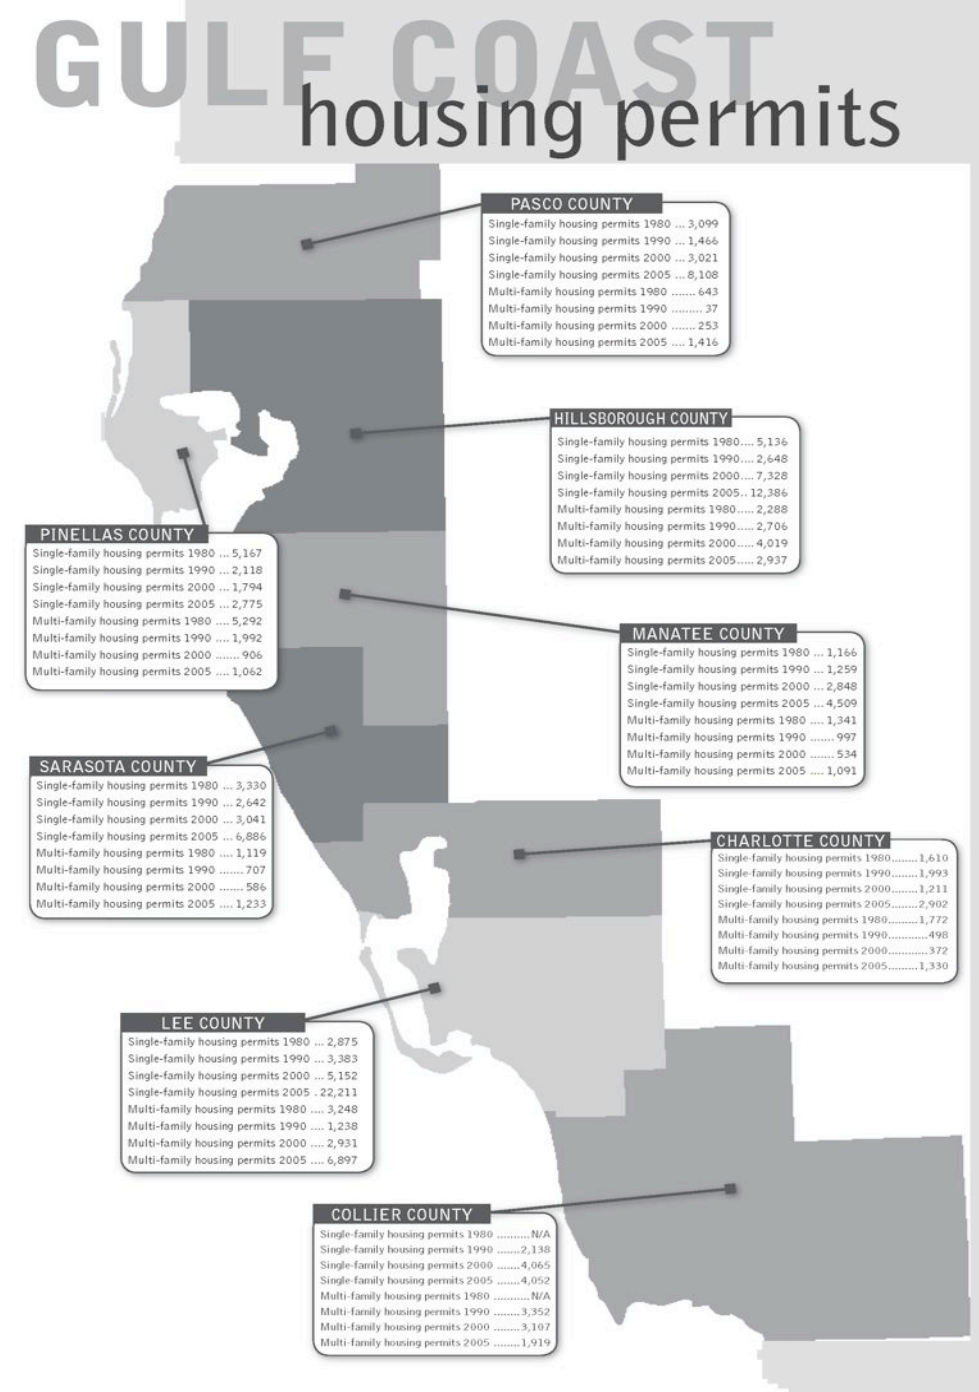 GULF COAST
housing permits
PASCO COUNTY
Single-family housing permits 1980 ... 3,099
Single-family housing permits 1990 ... 1,466
Single-family housing permits 2000 ... 3,021
Single-family housing permits 2005 ... 8,108
Multi-family housing permits 1980 ....... 643
Multi-family housing permits 1990 ......... 37
Multi-family housing permits 2000 ....... 253
Multi-family housing permits 2005 .... 1,416
HILLSBOROUGH COUNTY
Single-family housing permits 1980.... 5,136
Single-family housing permits 1990.... 2,648
Single-family housing permits 2000.... 7,328
Single-family housing permits 2005.. 12,386
Multi-family housing permits 1980..... 2,288
Multi-family housing permits 1990..... 2,706
Multi-family housing permits 2000..... 4,019
Multi-family housing permits 2005..... 2,937
PINELLAS COUNTY
Single-family housing permits 1980 ... 5,167
Single-family housing permits 1990 ... 2,118
Single-family housing permits 2000 ... 1,794
Single-family housing permits 2005 ... 2,775
Multi-family housing permits 1980 .... 5,292
Multi-family housing permits 1990 .... 1,992
Multi-family housing permits 2000 ....... 906
Multi-family housing permits 2005 .... 1,062
MANATEE COUNTY
Single-family housing permits 1980 ... 1,166
Single-family housing permits 1990 ... 1,259
Single-family housing permits 2000 ... 2,848
Single-family housing permits 2005 ... 4,509
Multi-family housing permits 1980 .... 1,341
Multi-family housing permits 1990 ....... 997
Multi-family housing permits 2000 ....... 534
Multi-family housing permits 2005 .... 1,091
SARASOTA COUNTY
Single-family housing permits 1980 ... 3,330
Single-family housing permits 1990 ... 2,642
Single-family housing permits 2000 ... 3,041
Single-family housing permits 2005 ... 6,886
Multi-family housing permits 1980 .... 1,119
Multi-family housing permits 1990 ....... 707
Multi-family housing permits 2000 ....... 586
Multi-family housing permits 2005 .... 1,233
CHARLOTTE COUNTY
Single-family housing permits 1980........1,610
Single-family housing permits 1990........1,993
Single-family housing permits 2000........1,211
Single-family housing permits 2005........2,902
Multi-family housing permits 1980.........1,772
Multi-family housing permits 1990............498
Multi-family housing permits 2000............372
Multi-family housing permits 2005.........1,330
LEE COUNTY
Single-family housing permits 1980 ... 2,875
Single-family housing permits 1990 ... 3,383
Single-family housing permits 2000 ... 5,152
Single-family housing permits 2005 . 22,211
Multi-family housing permits 1980 .... 3,248
Multi-family housing permits 1990 .... 1,238
Multi-family housing permits 2000 .... 2,931
Multi-family housing permits 2005 .... 6,897
COLLIER COUNTY
Single-family housing permits 1980 ..........N/A
Single-family housing permits 1990 .......2,138
Single-family housing permits 2000 .......4,065
Single-family housing permits 2005 .......4,052
Multi-family housing permits 1980 ...........N/A
Multi-family housing permits 1990 ........3,352
Multi-family housing permits 2000 ........3,107
Multi-family housing permits 2005 ........1,919